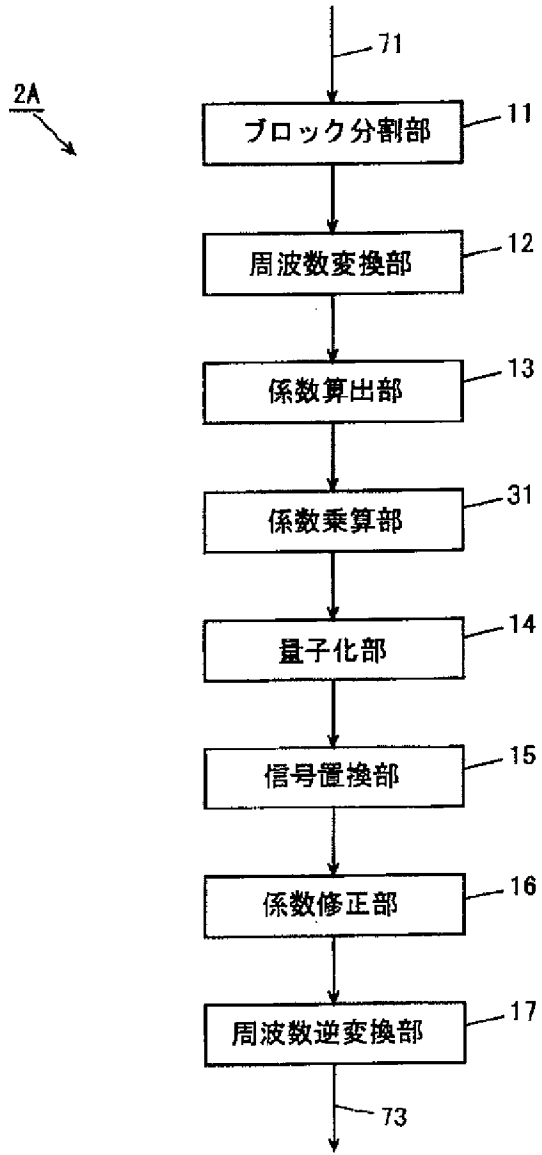 71
2A
ブロック分割部
11
周波数変換部
12
係数算出部
13
係数乗算部
31
量子化部
14
信号置換部
15
係数修正部
16
周波数逆変換部
17
73